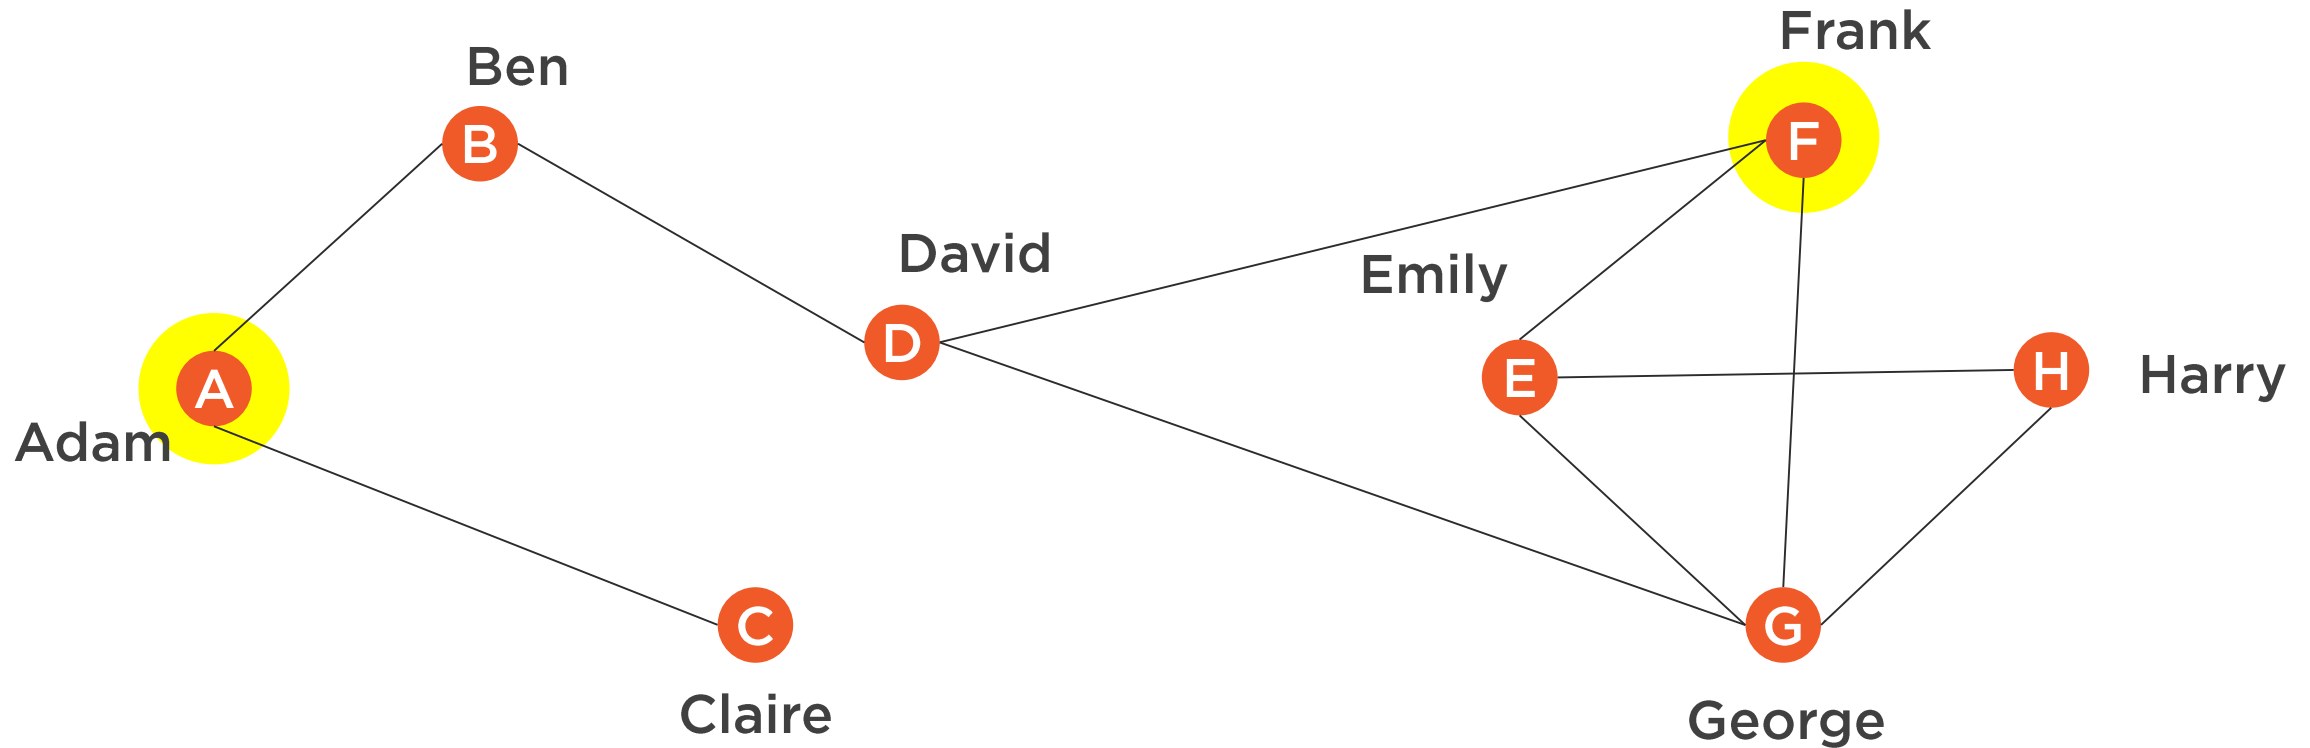 Frank
Ben
F
B
David
Emily
D
H
Harry
E
A
Adam
C
G
Claire
George